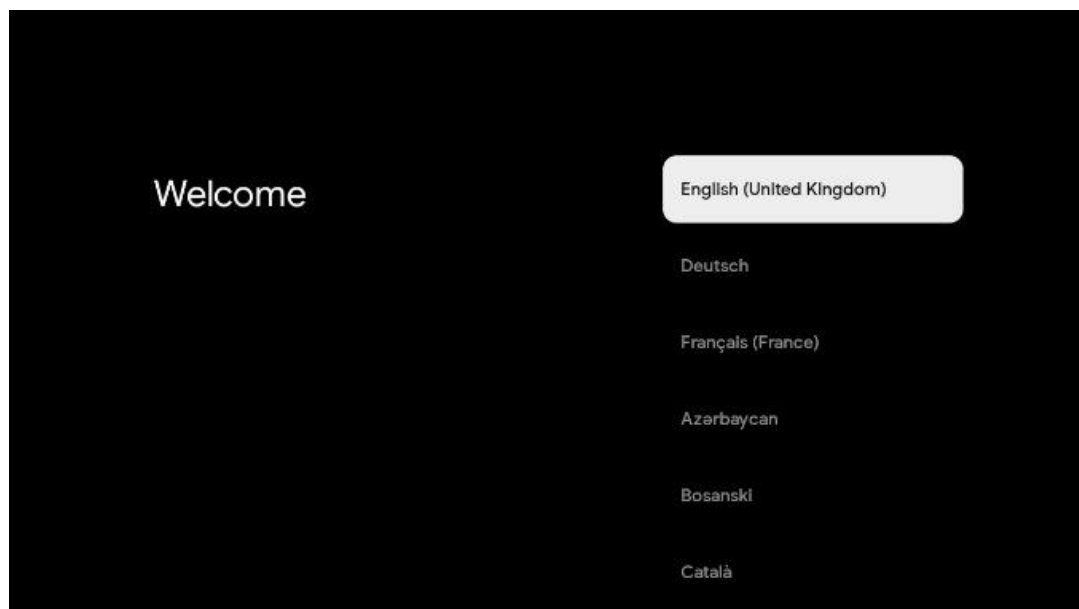 Welcome
English (United Kingdom)
Deutsch
Français (France)
Azərbaycan
Bosanski
Català